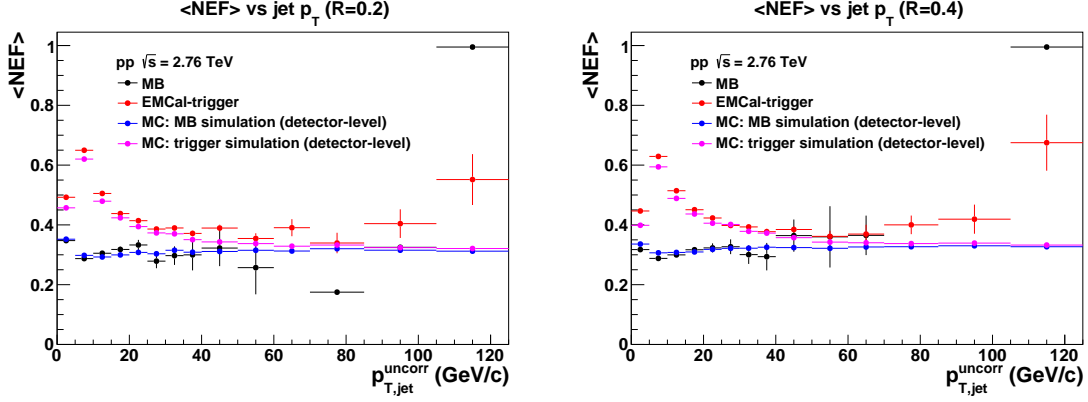 <NEF> vs jet p_T (R=0.2)
<NEF>
pp √s = 2.76 TeV
MB
EMCal-trigger
MC: MB simulation (detector-level)
MC: trigger simulation (detector-level)
1
0.8
0.6
0.4
0.2
0
0 20 40 60 80 100 120
p_{T,jet}^{uncorr} (GeV/c)
<NEF> vs jet p_T (R=0.4)
<NEF>
pp √s = 2.76 TeV
MB
EMCal-trigger
MC: MB simulation (detector-level)
MC: trigger simulation (detector-level)
1
0.8
0.6
0.4
0.2
0
0 20 40 60 80 100 120
p_{T,jet}^{uncorr} (GeV/c)